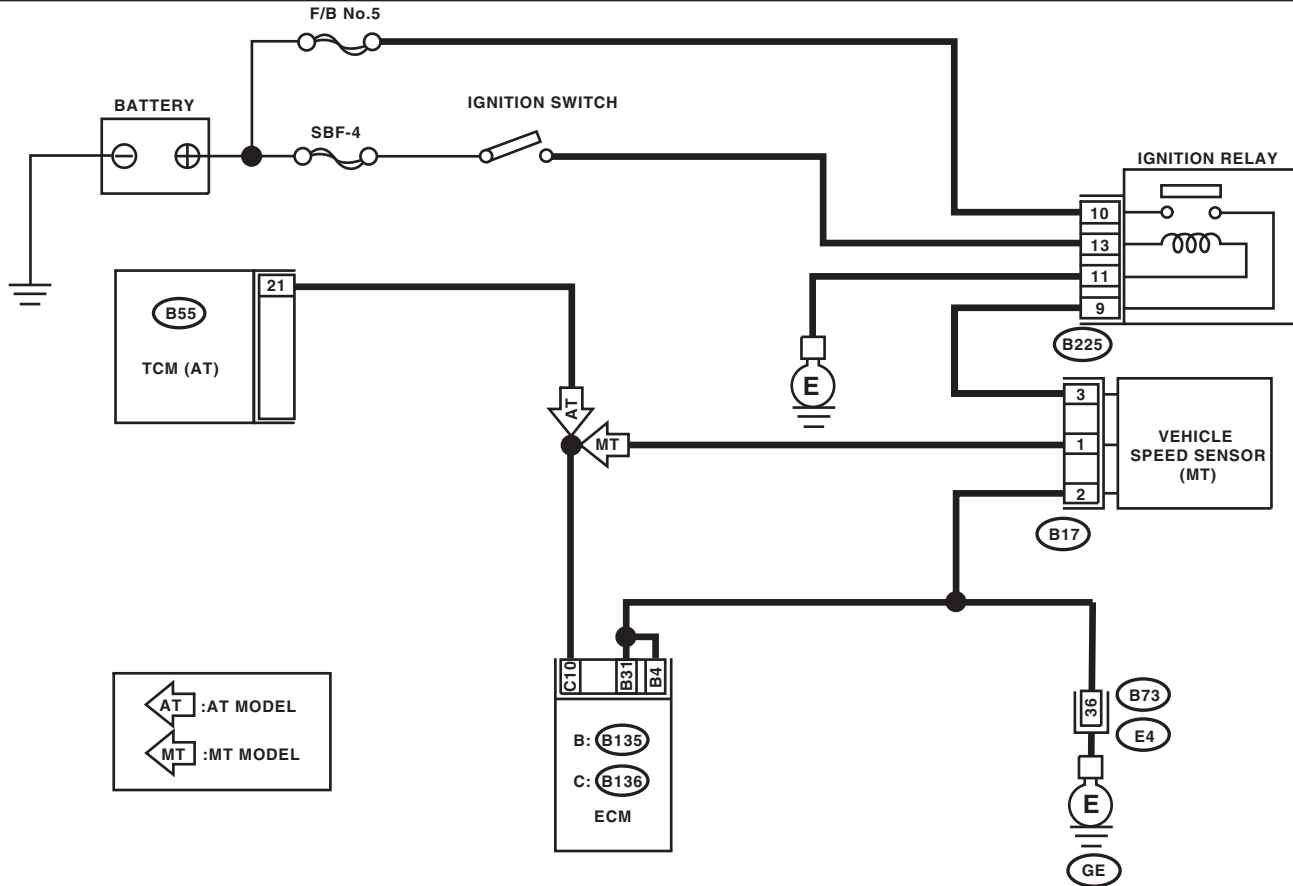 F/B No.5
BATTERY
SBF-4
IGNITION SWITCH
IGNITION RELAY
10
13
11
9
B225
21
B55
TCM (AT)
E
AT
MT
3
1
2
VEHICLE
SPEED SENSOR
(MT)
B17
C10
B31
B4
B: B135
C: B136
ECM
AT :AT MODEL
MT :MT MODEL
36
B73
E4
E
GE